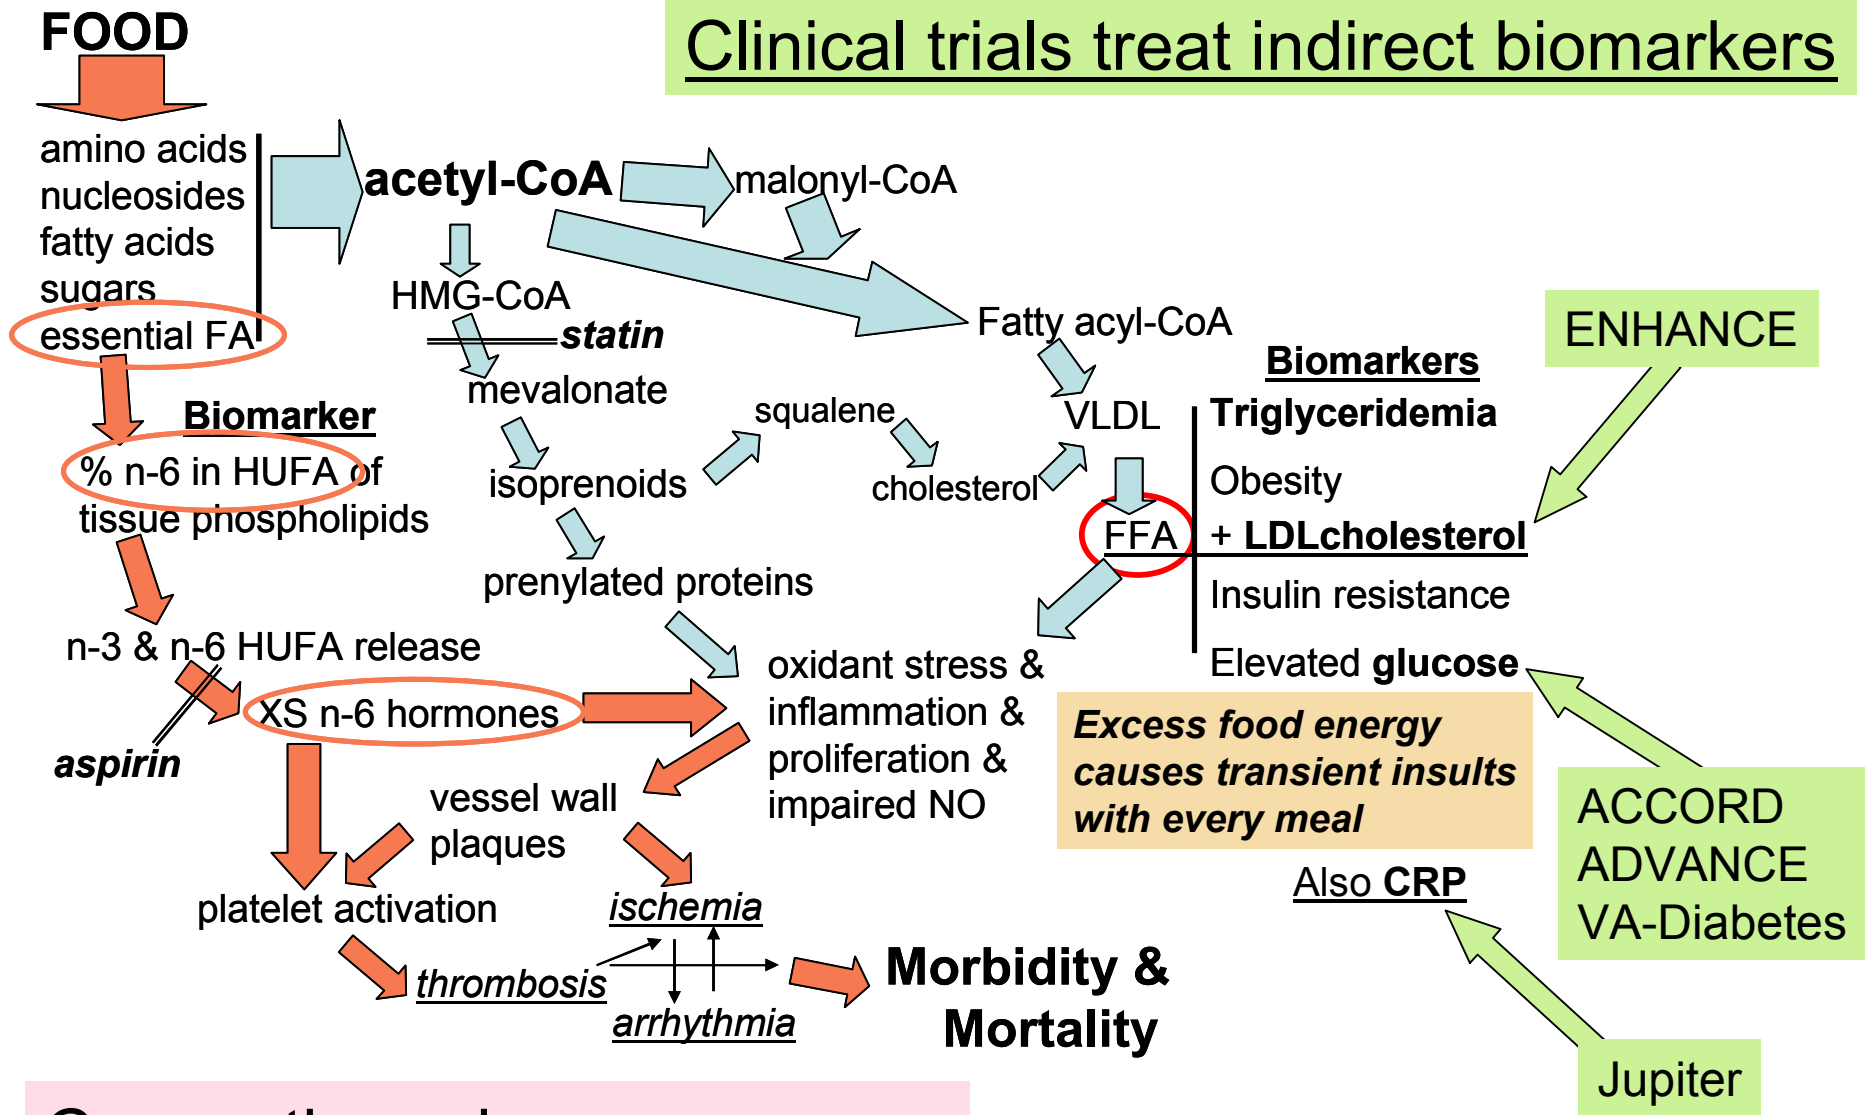 FOOD
Clinical trials treat indirect biomarkers
amino acids
nucleosides
fatty acids
sugars
essential FA
acetyl-CoA
malonyl-CoA
HMG-CoA
statin
mevalonate
Fatty acyl-CoA
ENHANCE
Biomarker
% n-6 in HUFA of
tissue phospholipids
isoprenoids
squalene
cholesterol
VLDL
FFA
Biomarkers
Triglyceridemia
Obesity
+ LDLcholesterol
Insulin resistance
Elevated glucose
prenylated proteins
n-3 & n-6 HUFA release
XS n-6 hormones
aspirin
oxidant stress &
inflammation &
proliferation &
impaired NO
Excess food energy
causes transient insults
with every meal
vessel wall
plaques
platelet activation
ischemia
thrombosis
arrhythmia
Morbidity &
Mortality
Also CRP
ACCORD
ADVANCE
VA-Diabetes
Jupiter